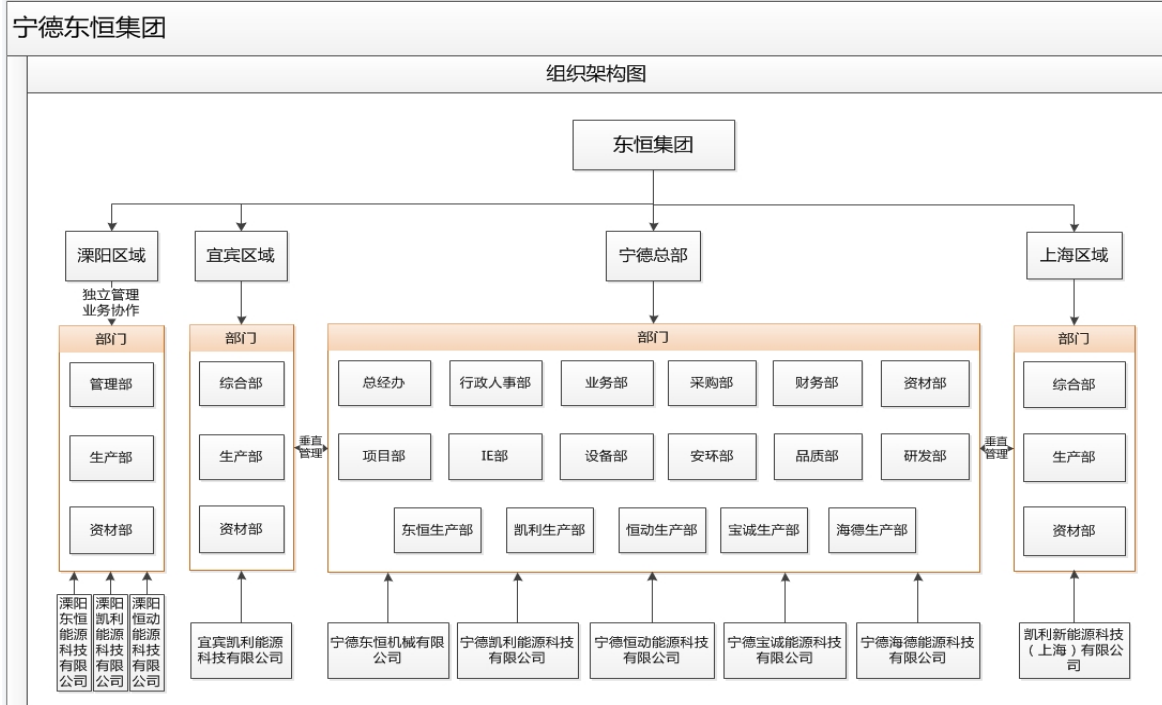 宁德东恒集团
组织架构图
东恒集团
溧阳区域
宜宾区域
宁德总部
上海区域
独立管理
业务协作
部门
管理部
生产部
资材部
部门
综合部
生产部
资材部
垂直
管理
部门
总经办
行政人事部
业务部
采购部
财务部
资材部
项目部
IE部
设备部
安环部
品质部
研发部
东恒生产部
凯利生产部
恒动生产部
宝诚生产部
海德生产部
垂直
管理
部门
综合部
生产部
资材部
溧阳
东恒
能源
科技
有限
公司
溧阳
凯利
能源
科技
有限
公司
溧阳
恒动
能源
科技
有限
公司
宜宾凯利能源
科技有限公司
宁德东恒机械有限
公司
宁德凯利能源科技
有限公司
宁德恒动能源科技
有限公司
宁德宝诚能源科技
有限公司
宁德海德能源科技
有限公司
凯利新能源科技
（上海）有限公
司